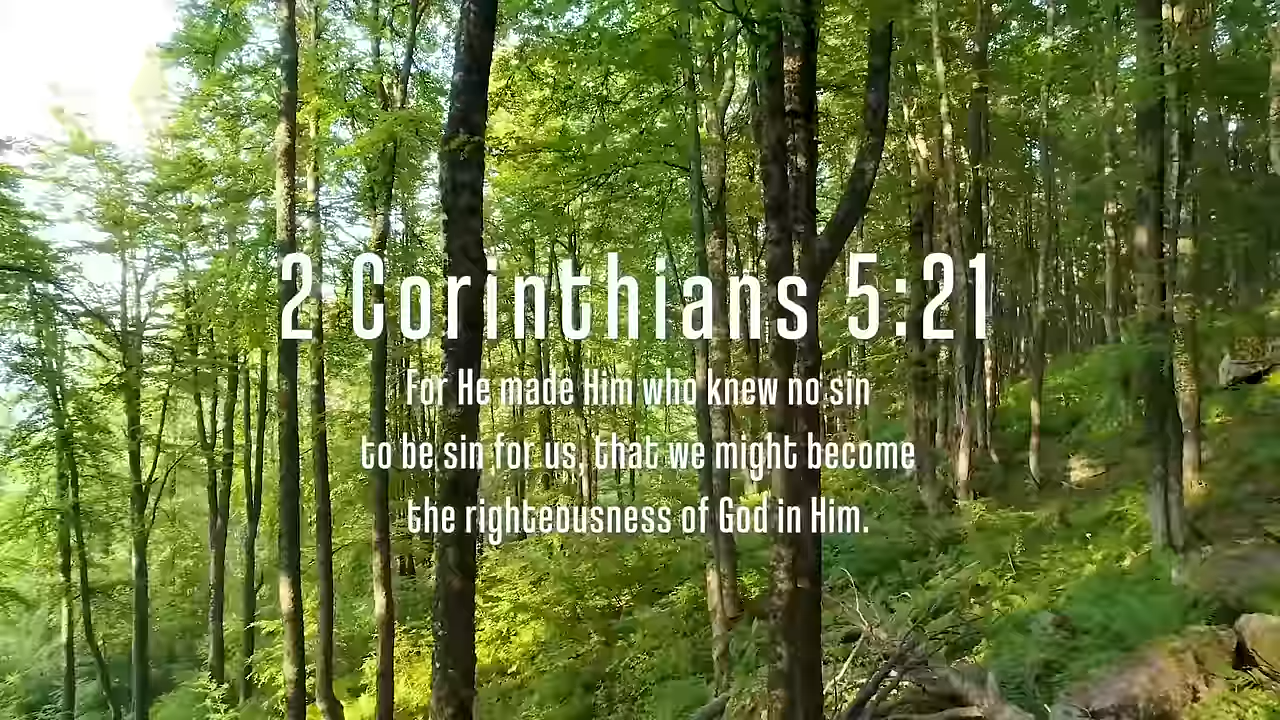 2 Corinthians 5:21
For He made Him who knew no sin
to be sin for us, that we might become
the righteousness of God in Him.